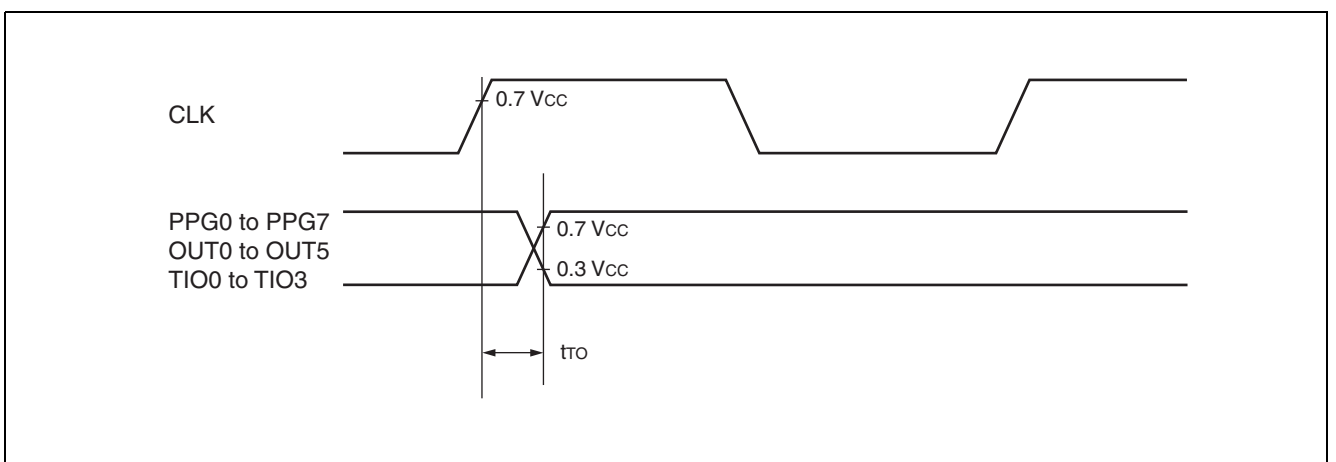 CLK
0.7 Vcc
PPG0 to PPG7
OUT0 to OUT5
TIO0 to TIO3
0.7 Vcc
0.3 Vcc
tTO